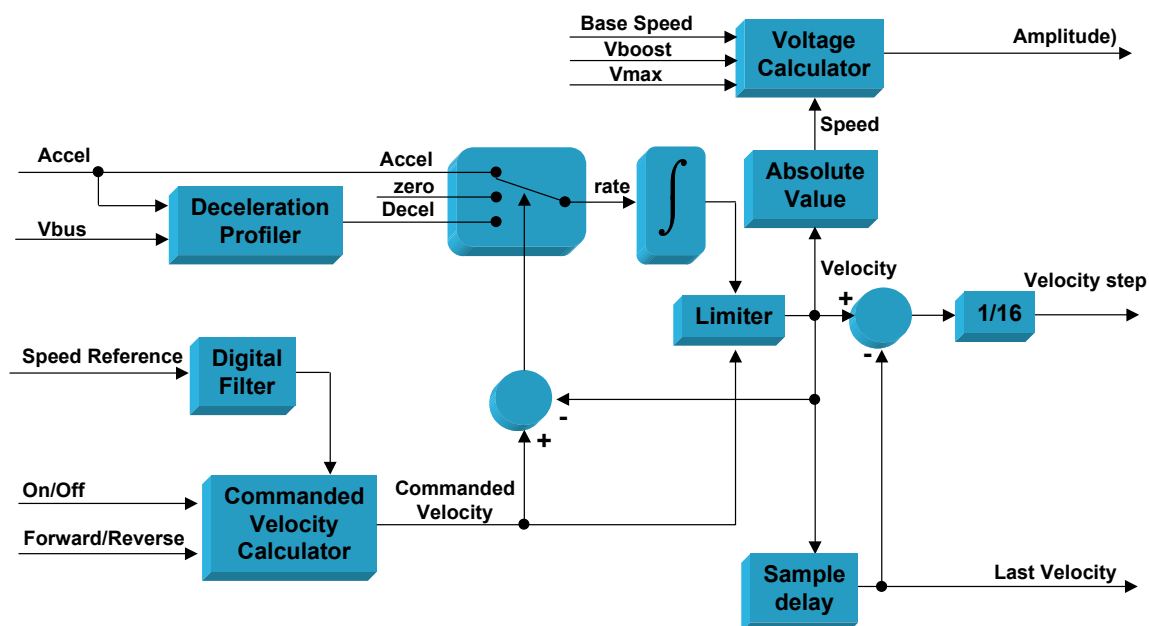 Base Speed
Vboost
Vmax
Voltage
Calculator
Amplitude)
Speed
Absolute
Value
Accel
Accel
zero
Decel
rate
∫
Vbus
Deceleration
Profiler
Velocity
Velocity step
+
-
1/16
Limiter
Speed Reference
Digital
Filter
-
+
On/Off
Forward/Reverse
Commanded
Velocity
Calculator
Commanded
Velocity
Sample
delay
Last Velocity